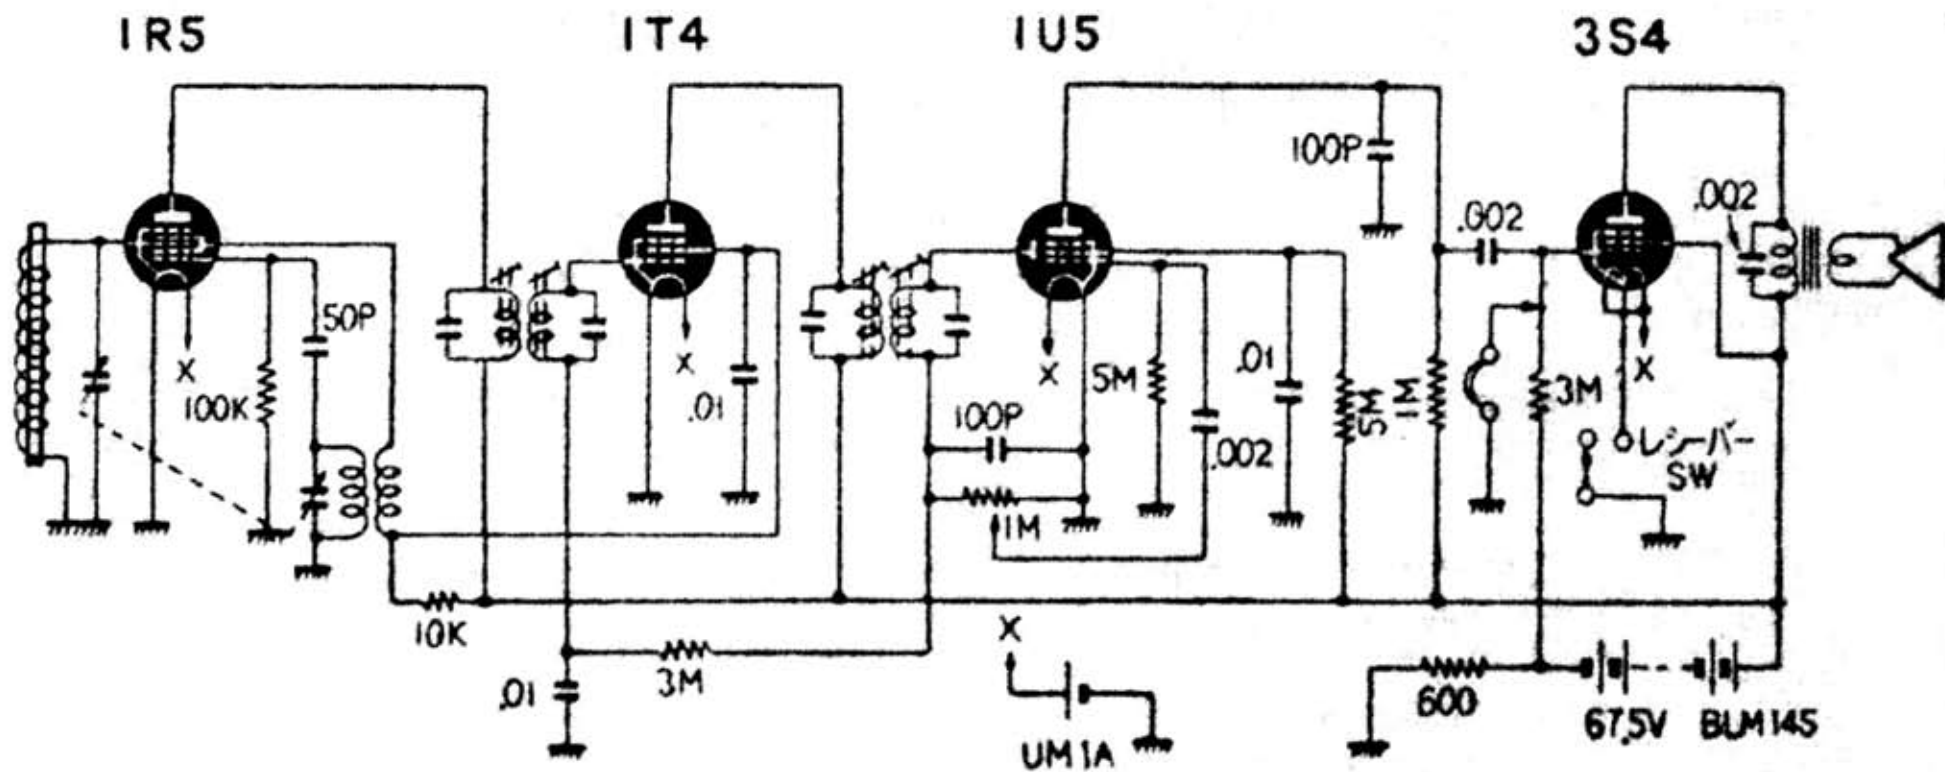 1R5
1T4
1U5
3S4
100P
.002
.002
50P
X
100K
X
.01
X
5M
.01
5M
1M
3M
X
100P
.002
レシーバー
SW
1M
10K
3M
.01
X
UM1A
600
67.5V
BLM145